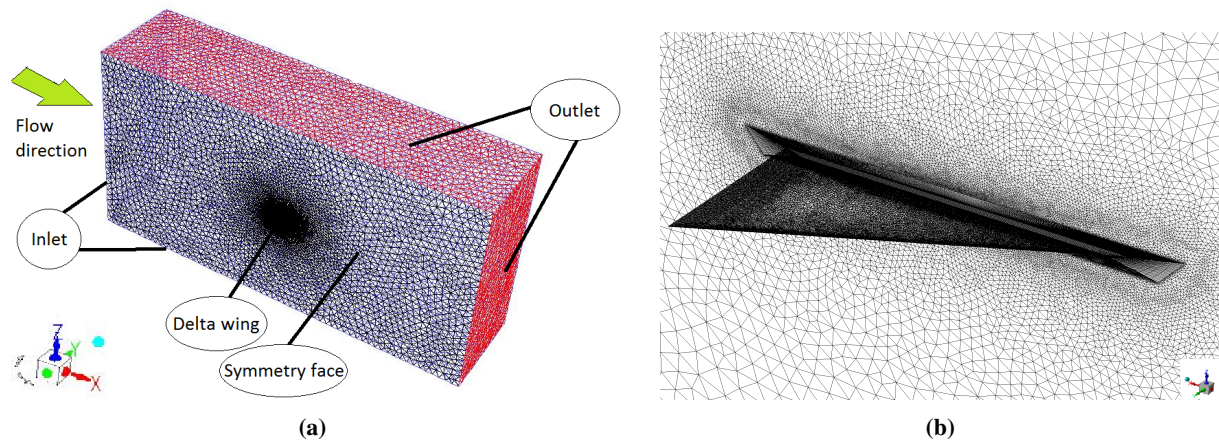 Flow
direction
Outlet
Inlet
Delta wing
Symmetry face
Z
Y
X
(a)
(b)